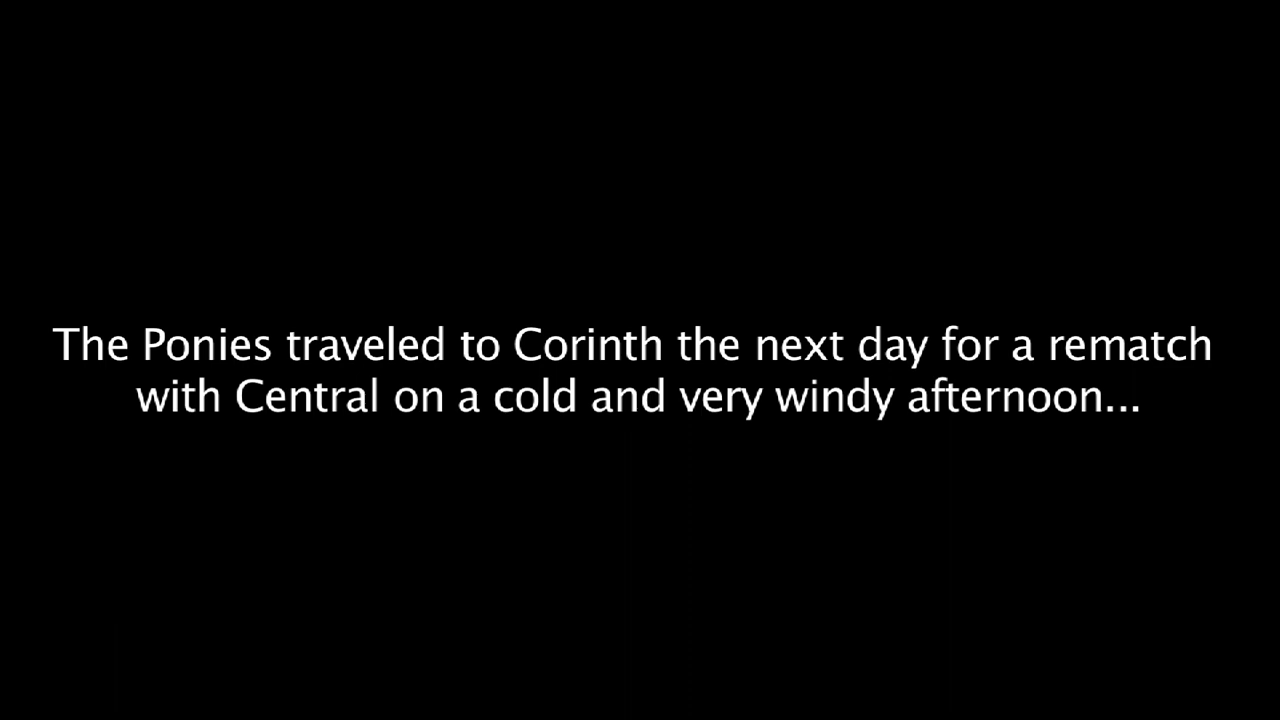 The Ponies traveled to Corinth the next day for a rematch
with Central on a cold and very windy afternoon...